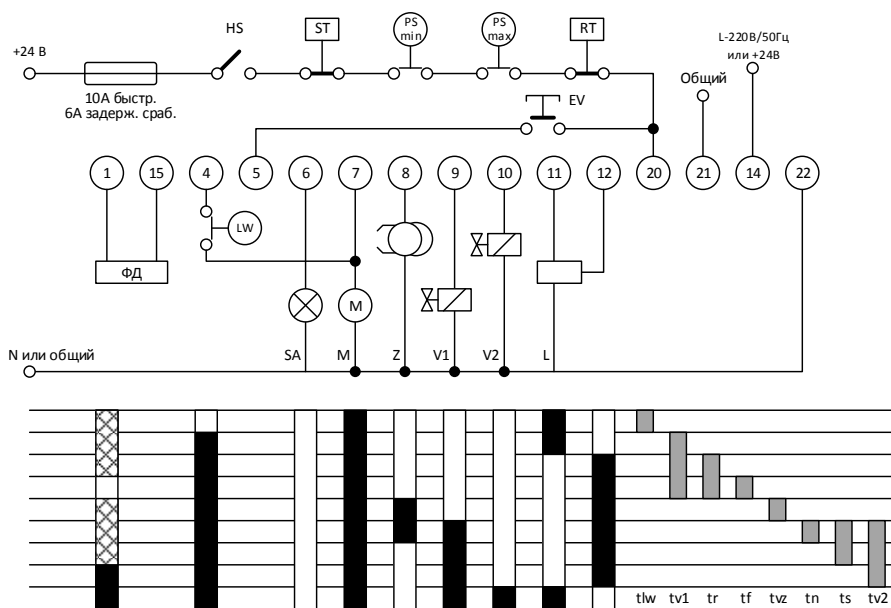 HS
ST
PS
min
PS
max
RT
L-220В/50Гц
или +24В
+24 В
Общий
10А быстр.
6А задерж. сраб.
EV
1
15
4
5
6
7
8
9
10
11
12
20
21
14
22
LW
ФД
M
N или общий
SA
M
Z
V1
V2
L
tlw
tv1
tr
tf
tvz
tn
ts
tv2